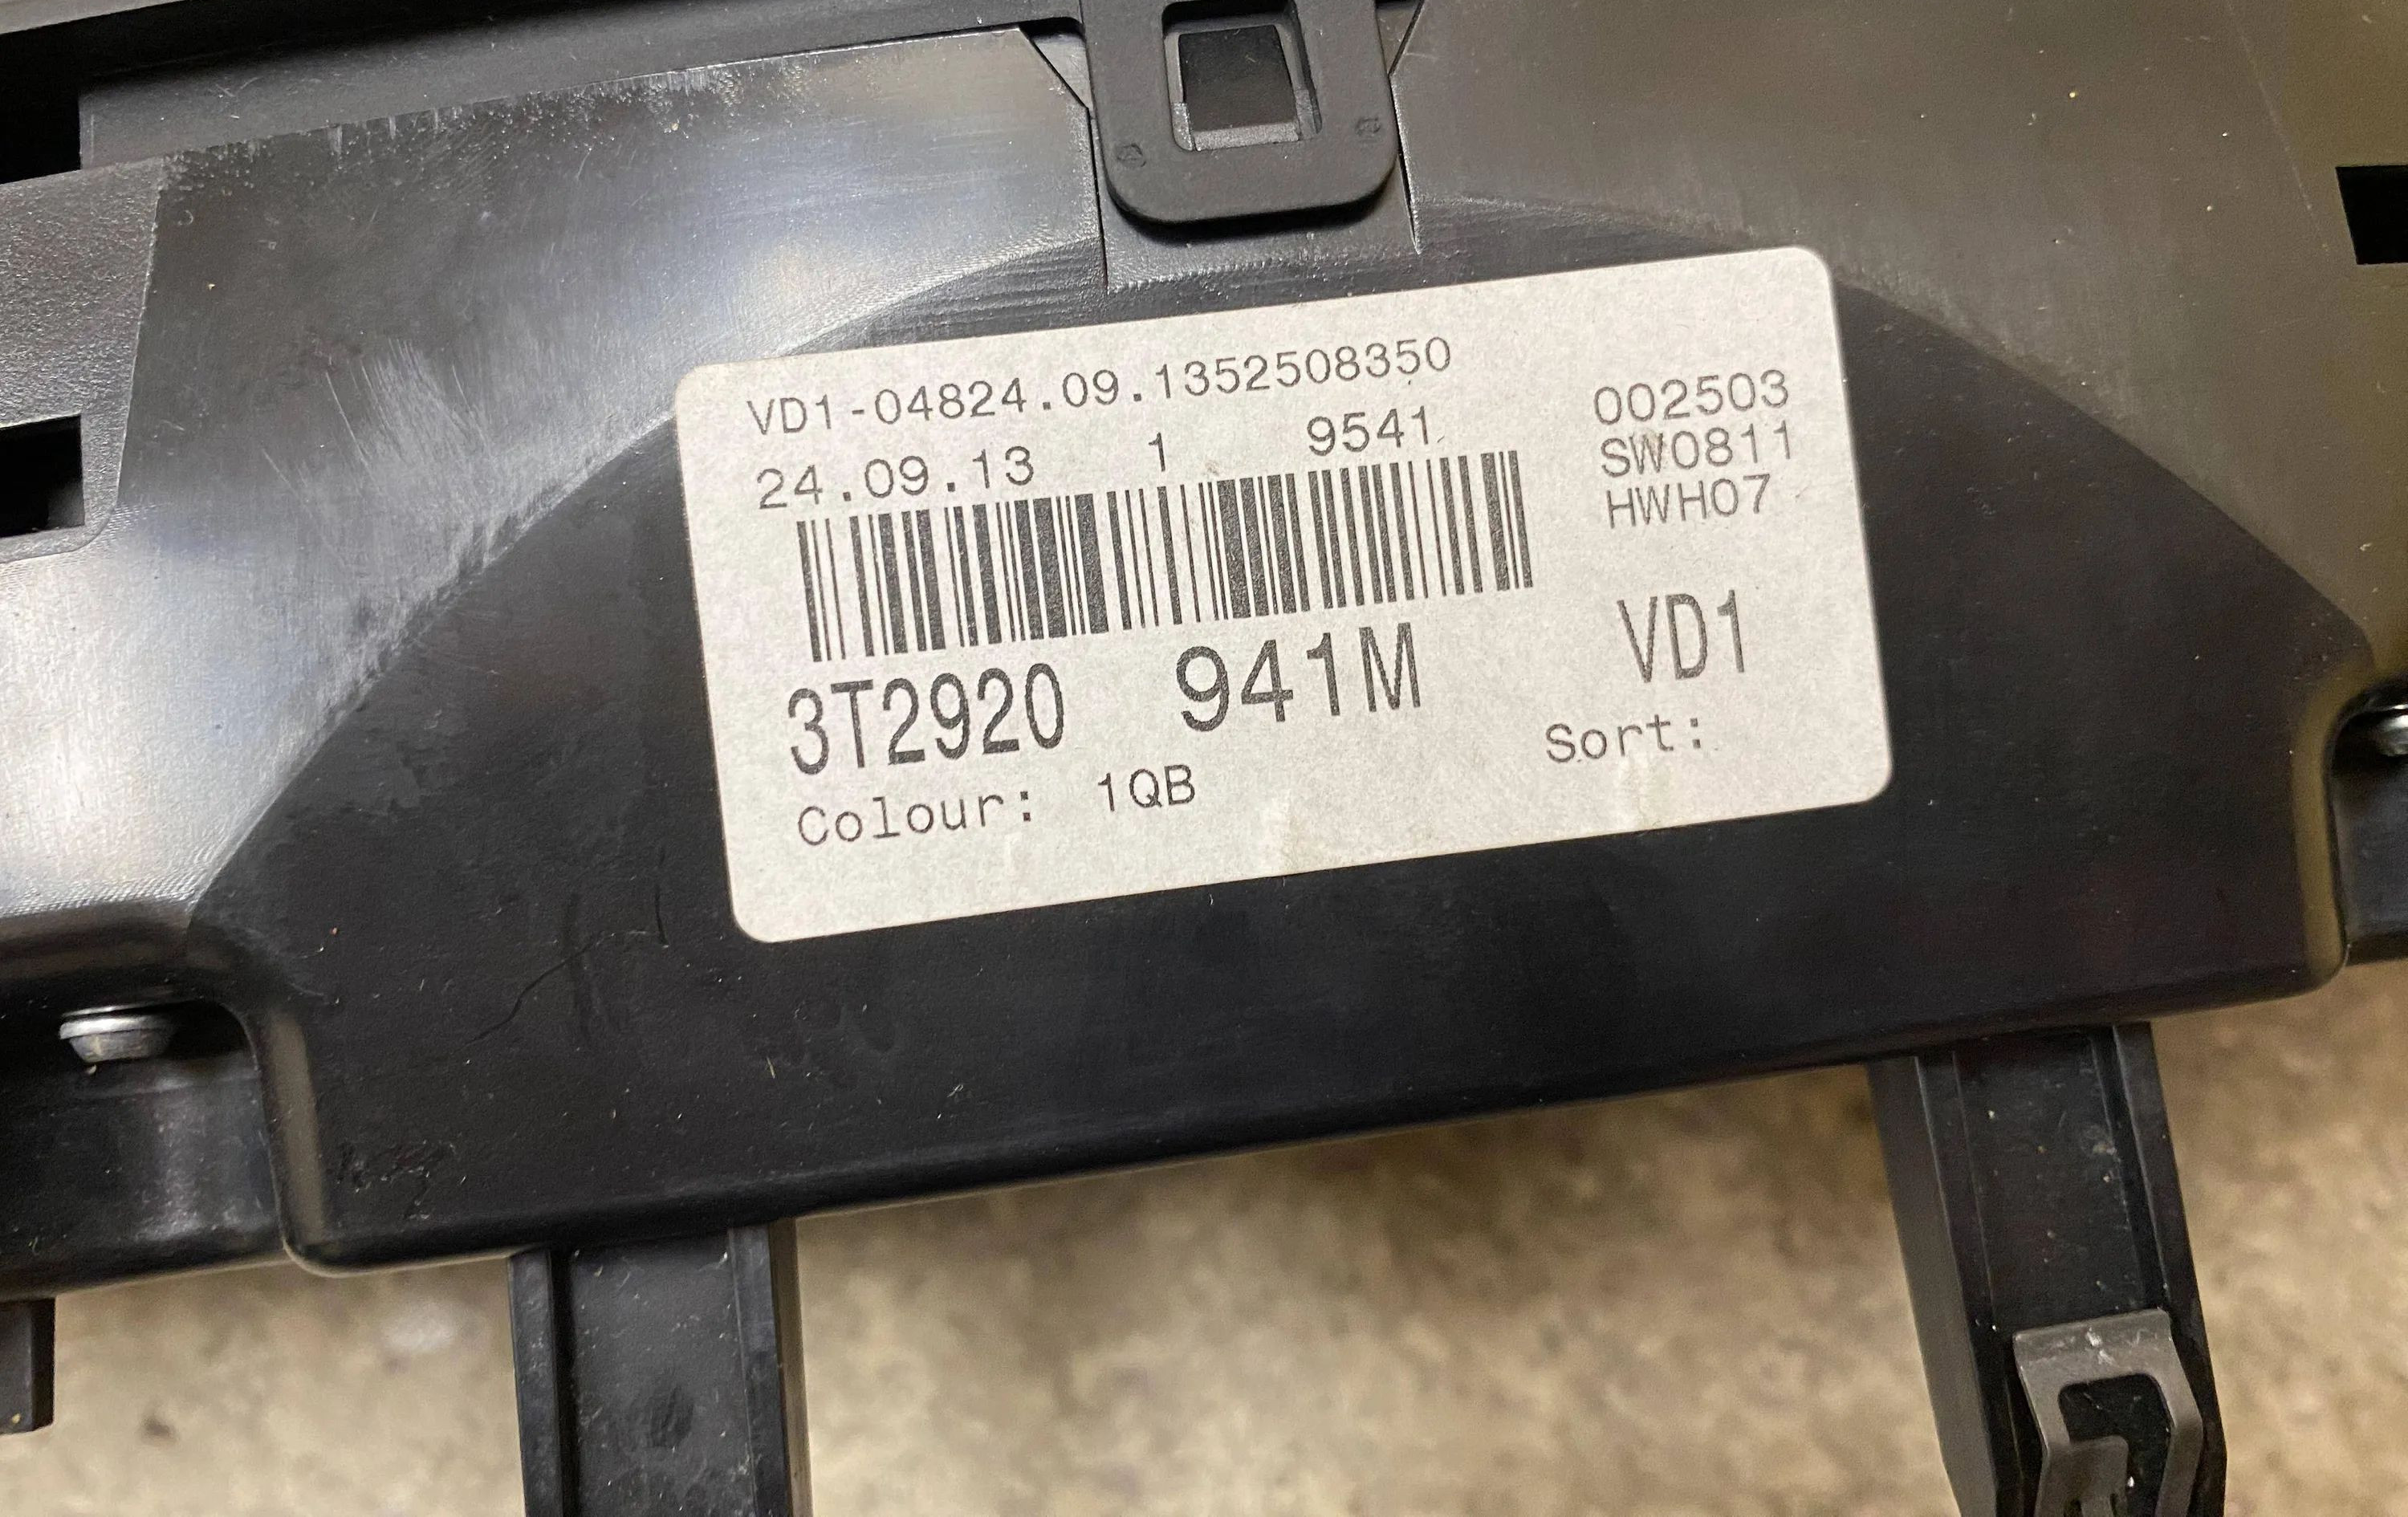 VD1-04824.09.1352508350
24.09.13 1 9541
002503
SW0811
HWH07
3T2920 941M
VD1
Colour: 1QB
Sort: